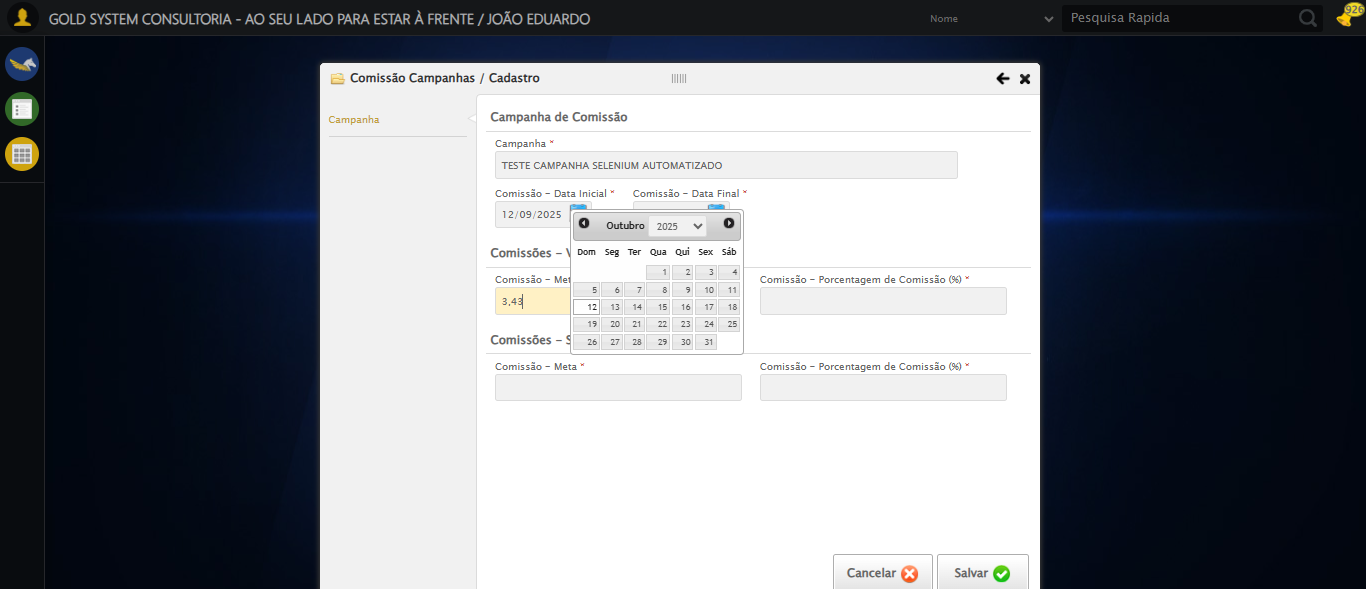 GOLD SYSTEM CONSULTORIA - AO SEU LADO PARA ESTAR À FRENTE / JOÃO EDUARDO
Nome
Pesquisa Rapida
926
Comissão Campanhas / Cadastro
Campanha
Campanha de Comissão
Campanha *
TESTE CAMPANHA SELENIUM AUTOMATIZADO
Comissão - Data Inicial *
Comissão - Data Final *
12/09/2025
Outubro 2025
Dom Seg Ter Qua Qui Sex Sáb
1 2 3 4
5 6 7 8 9 10 11
12 13 14 15 16 17 18
19 20 21 22 23 24 25
26 27 28 29 30 31
Comissões - V
Comissão - Met
Comissão - Porcentagem de Comissão (%) *
3,43
Comissões - S
Comissão - Meta *
Comissão - Porcentagem de Comissão (%) *
Cancelar
Salvar